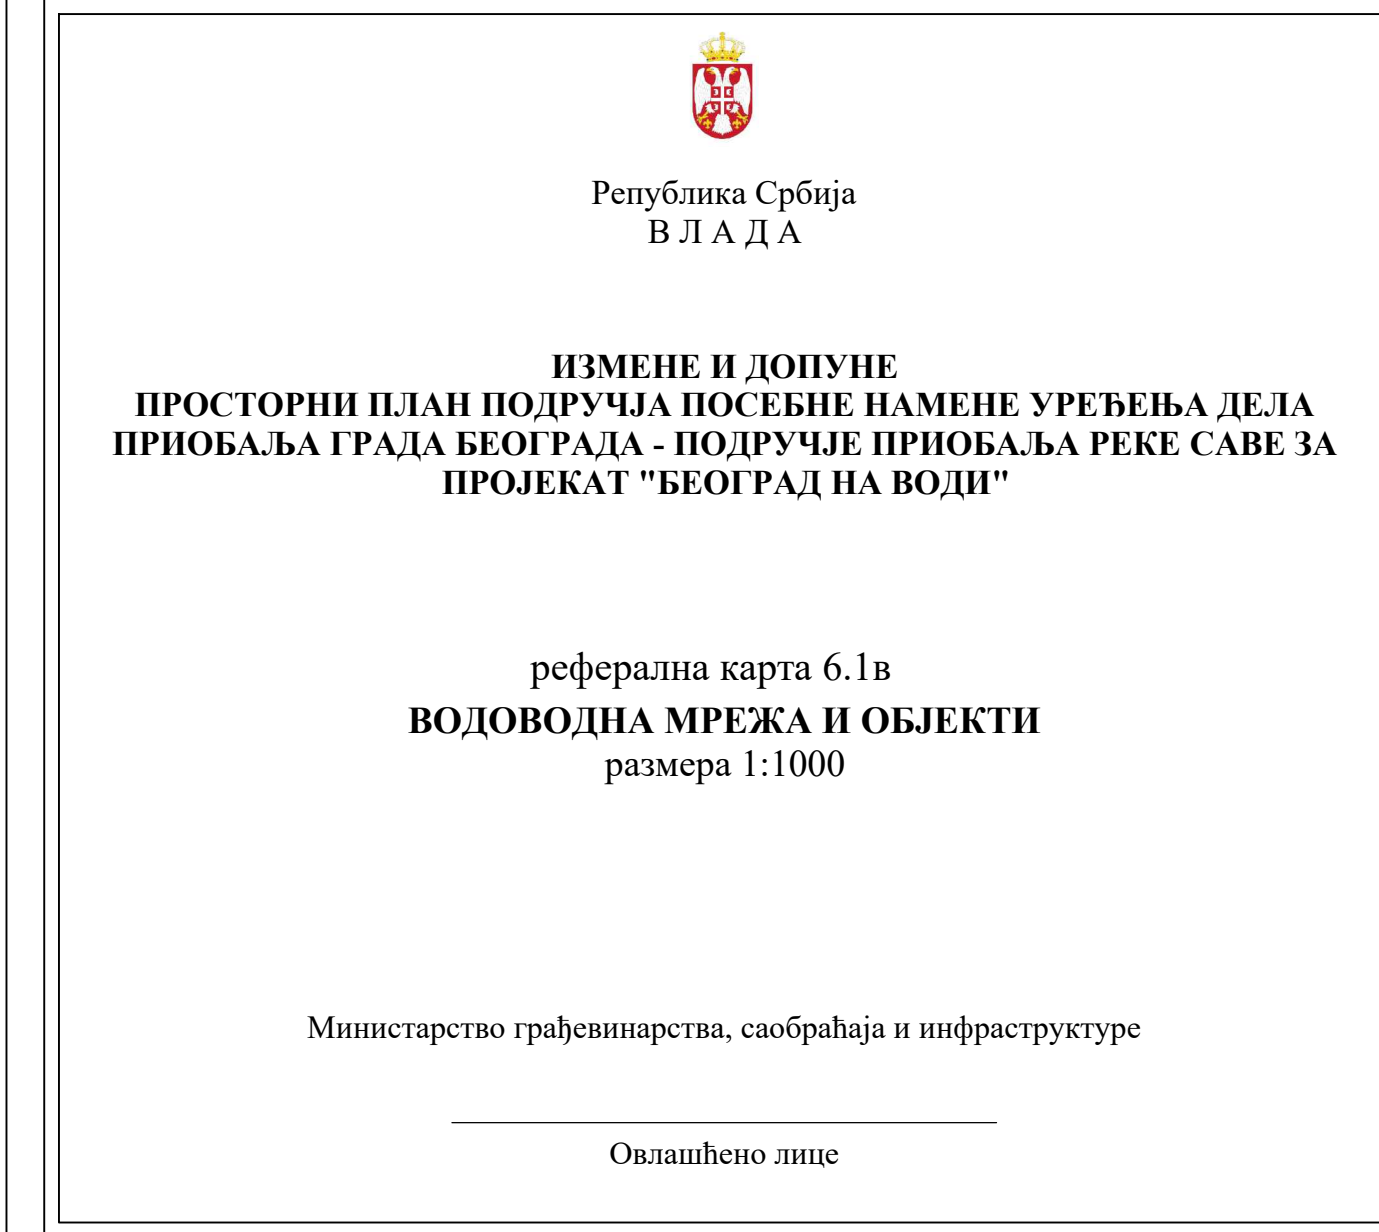 Република Србија
В Л А Д А
ИЗМЕНЕ И ДОПУНЕ
ПРОСТОРНИ ПЛАН ПОДРУЧЈА ПОСЕБНЕ НАМЕНЕ УРЕЂЕЊА ДЕЛА
ПРИОБАЉА ГРАДА БЕОГРАДА - ПОДРУЧЈЕ ПРИОБАЉА РЕКЕ САВЕ ЗА
ПРОЈЕКАТ "БЕОГРАД НА ВОДИ"
реферална карта 6.1в
ВОДОВОДНА МРЕЖА И ОБЈЕКТИ
размера 1:1000
Министарство грађевинарства, саобраћаја и инфраструктуре
Овлашћено лице